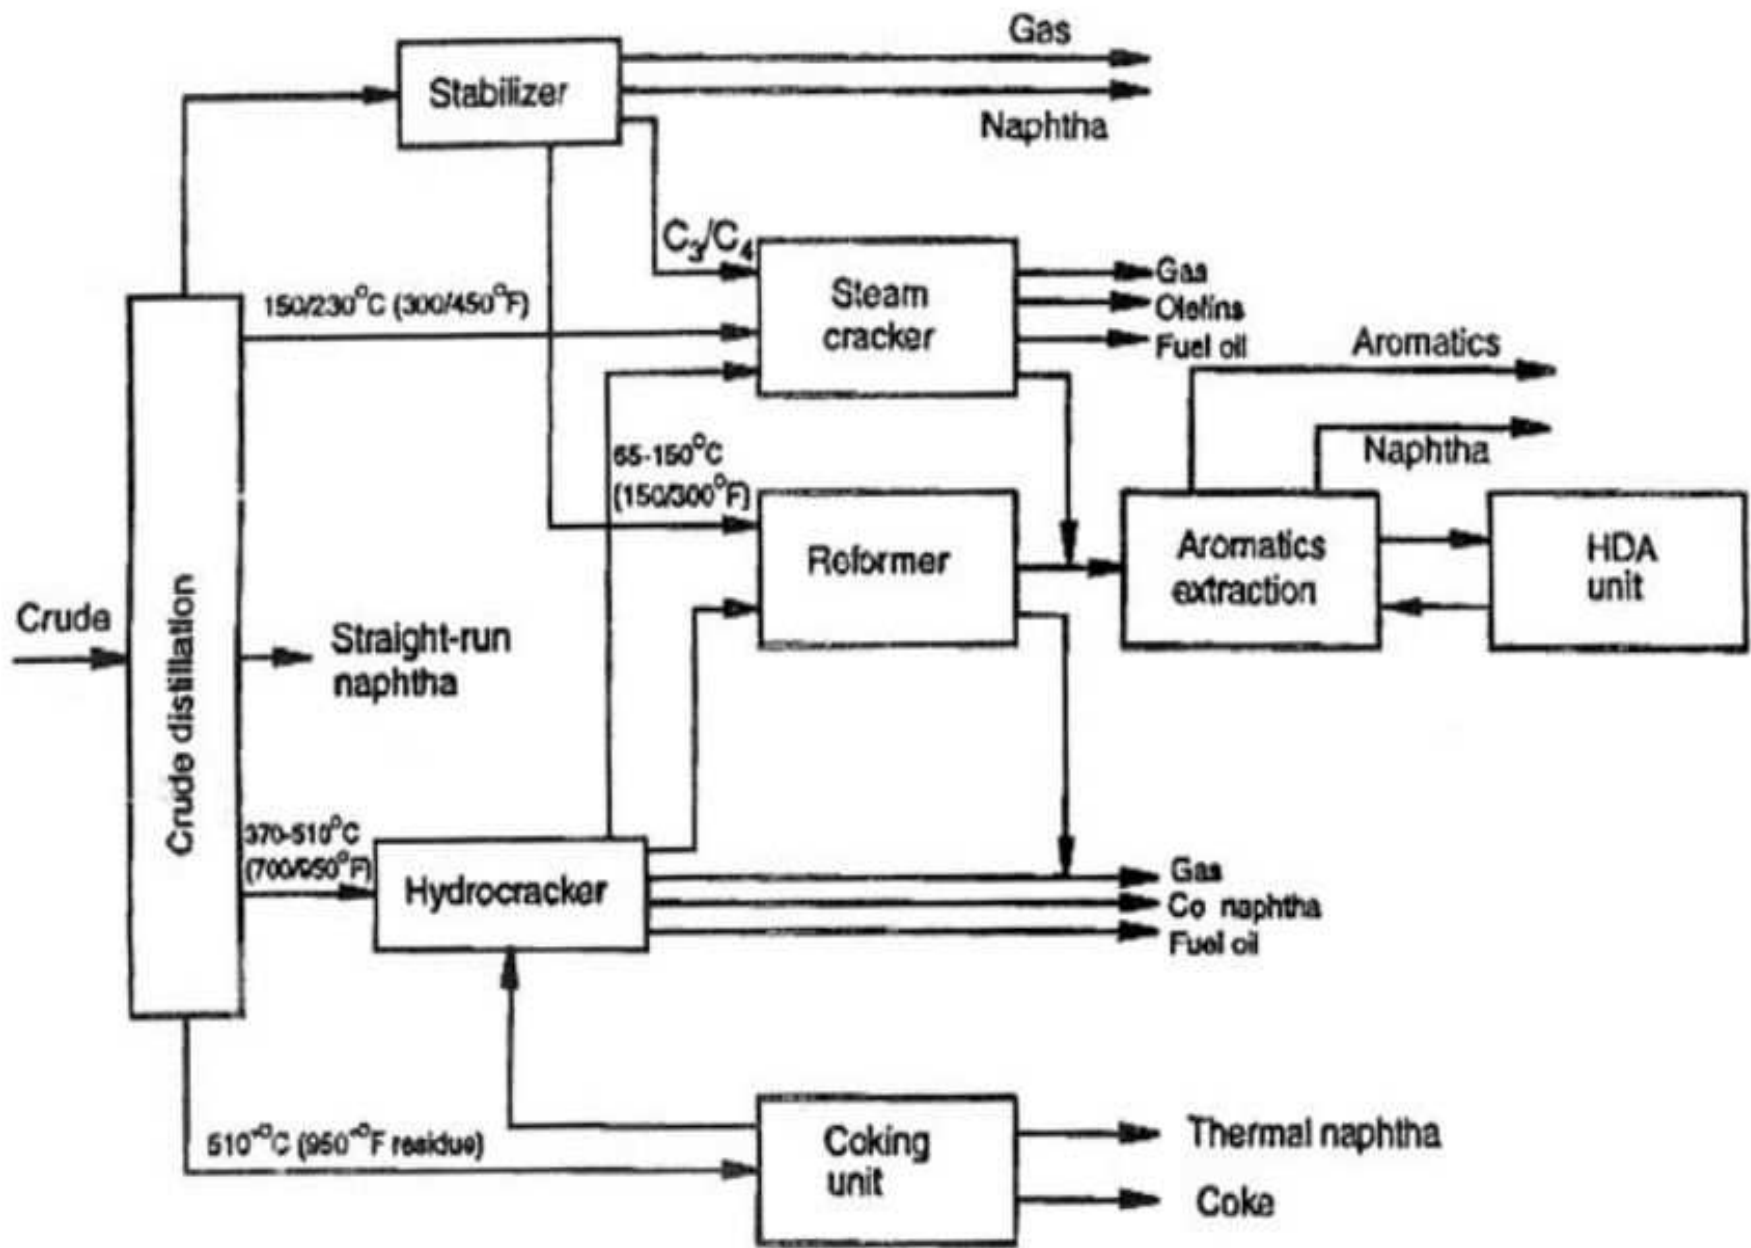 Gas
Stabilizer
Naphtha
C3/C4
150/230°C (300/450°F)
Steam
cracker
Gas
Olefins
Fuel oil
Aromatics
Naphtha
65-150°C
(150/300°F)
Reformer
Aromatics
extraction
HDA
unit
Crude
Crude distillation
Straight-run
naphtha
370-510°C
(700/950°F)
Hydrocracker
Gas
Co naphtha
Fuel oil
510+°C (950+°F residue)
Coking
unit
Thermal naphtha
Coke